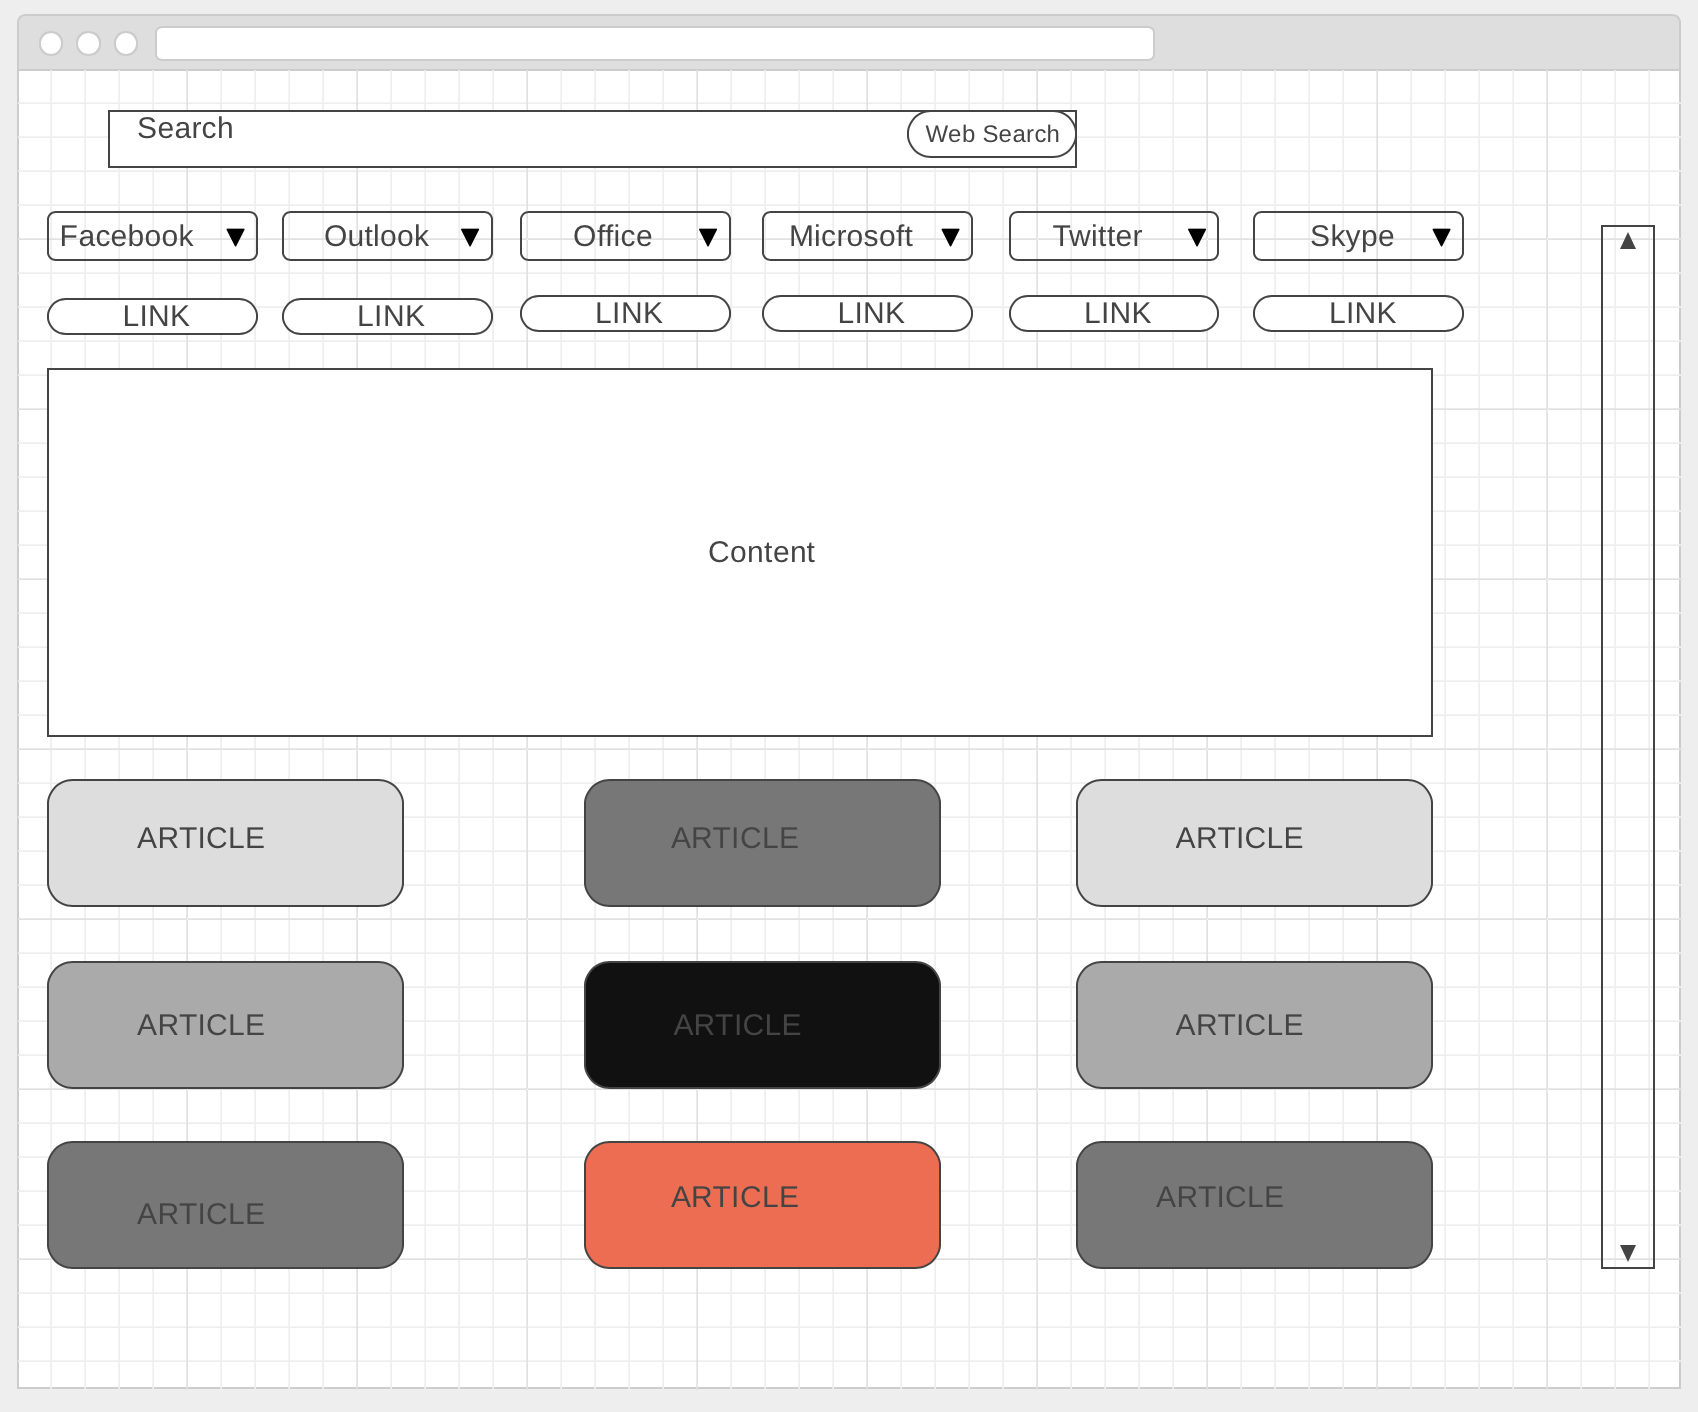 Search
Web Search
Facebook ▼
Outlook ▼
Office ▼
Microsoft ▼
Twitter ▼
Skype ▼
LINK
LINK
LINK
LINK
LINK
LINK
Content
ARTICLE
ARTICLE
ARTICLE
ARTICLE
ARTICLE
ARTICLE
ARTICLE
ARTICLE
ARTICLE